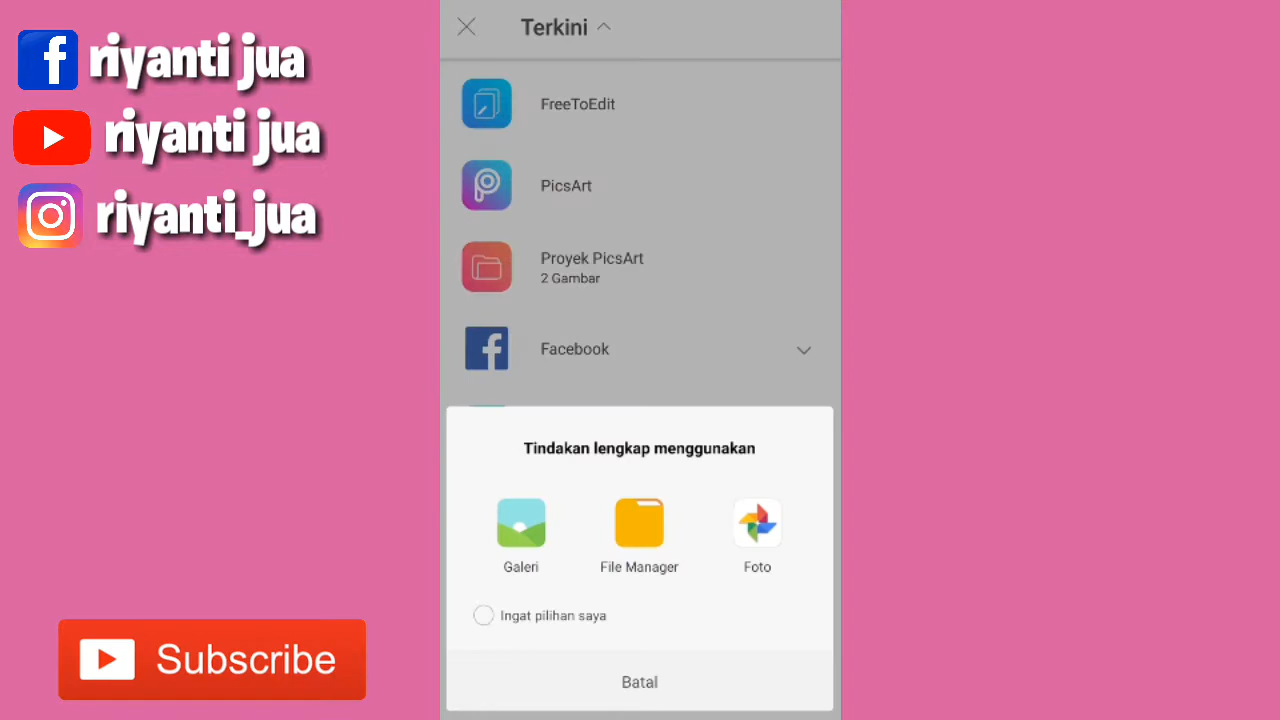 riyanti jua
riyanti jua
riyanti_jua
Subscribe
Terkini
FreeToEdit
PicsArt
Proyek PicsArt
2 Gambar
Facebook
Tindakan lengkap menggunakan
Galeri
File Manager
Foto
Ingat pilihan saya
Batal